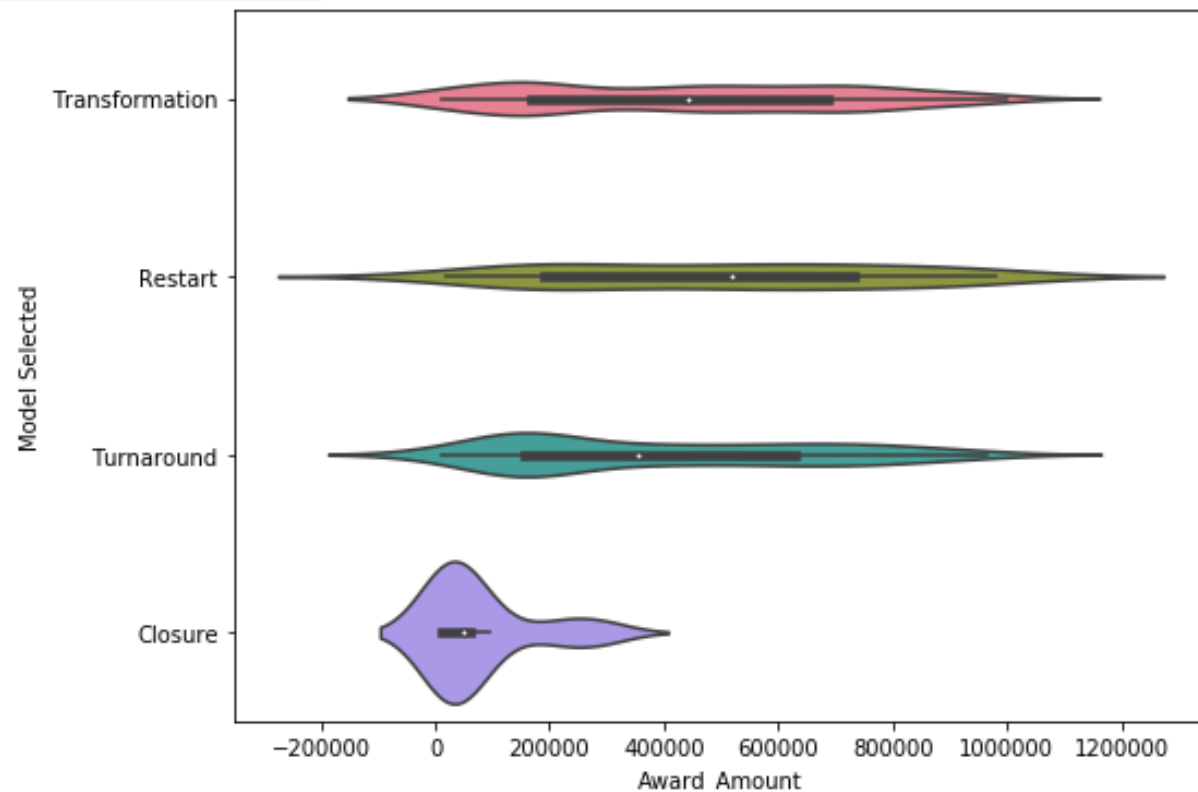 Transformation
Restart
Turnaround
Closure
Model Selected
−200000 0 200000 400000 600000 800000 1000000 1200000
Award Amount